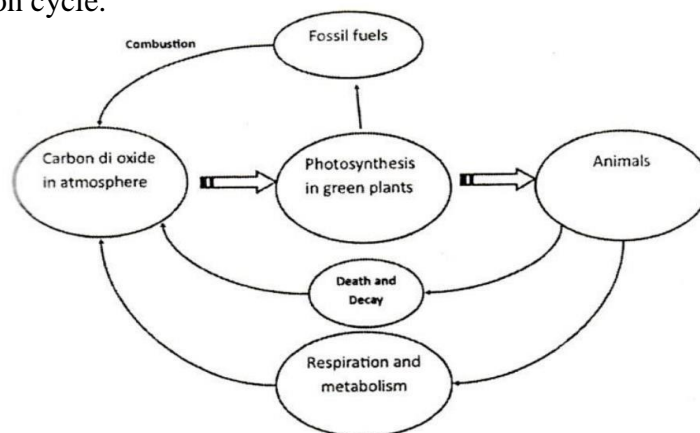 on cycle.
Combustion
Fossil fuels
Carbon di oxide
in atmosphere
Photosynthesis
in green plants
Animals
Death and
Decay
Respiration and
metabolism